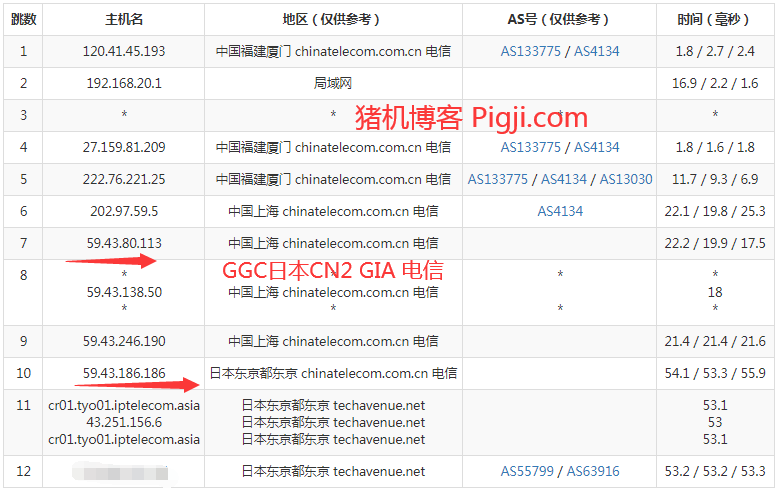 跳数 主机名 地区（仅供参考） AS号（仅供参考） 时间（毫秒）
1 120.41.45.193 中国福建厦门 chinatelecom.com.cn 电信 AS133775 / AS4134 1.8 / 2.7 / 2.4
2 192.168.20.1 局域网 16.9 / 2.2 / 1.6
3 * * * *
猪机博客 Pigji.com
4 27.159.81.209 中国福建厦门 chinatelecom.com.cn 电信 AS133775 / AS4134 1.8 / 1.6 / 1.8
5 222.76.221.25 中国福建厦门 chinatelecom.com.cn 电信 AS133775 / AS4134 / AS13030 11.7 / 9.3 / 6.9
6 202.97.59.5 中国上海 chinatelecom.com.cn 电信 AS4134 22.1 / 19.8 / 25.3
7 59.43.80.113 中国上海 chinatelecom.com.cn 电信 22.2 / 19.9 / 17.5
GGC日本CN2 GIA 电信
8 * * * *
59.43.138.50 中国上海 chinatelecom.com.cn 电信 18
* * * *
9 59.43.246.190 中国上海 chinatelecom.com.cn 电信 21.4 / 21.4 / 21.6
10 59.43.186.186 日本东京都东京 chinatelecom.com.cn 电信 54.1 / 53.3 / 55.9
11 cr01.tyo01.iptelecom.asia 日本东京都东京 techavenue.net 53.1
43.251.156.6 日本东京都东京 techavenue.net 53
cr01.tyo01.iptelecom.asia 日本东京都东京 techavenue.net 53.1
12 日本东京都东京 techavenue.net AS55799 / AS63916 53.2 / 53.2 / 53.3